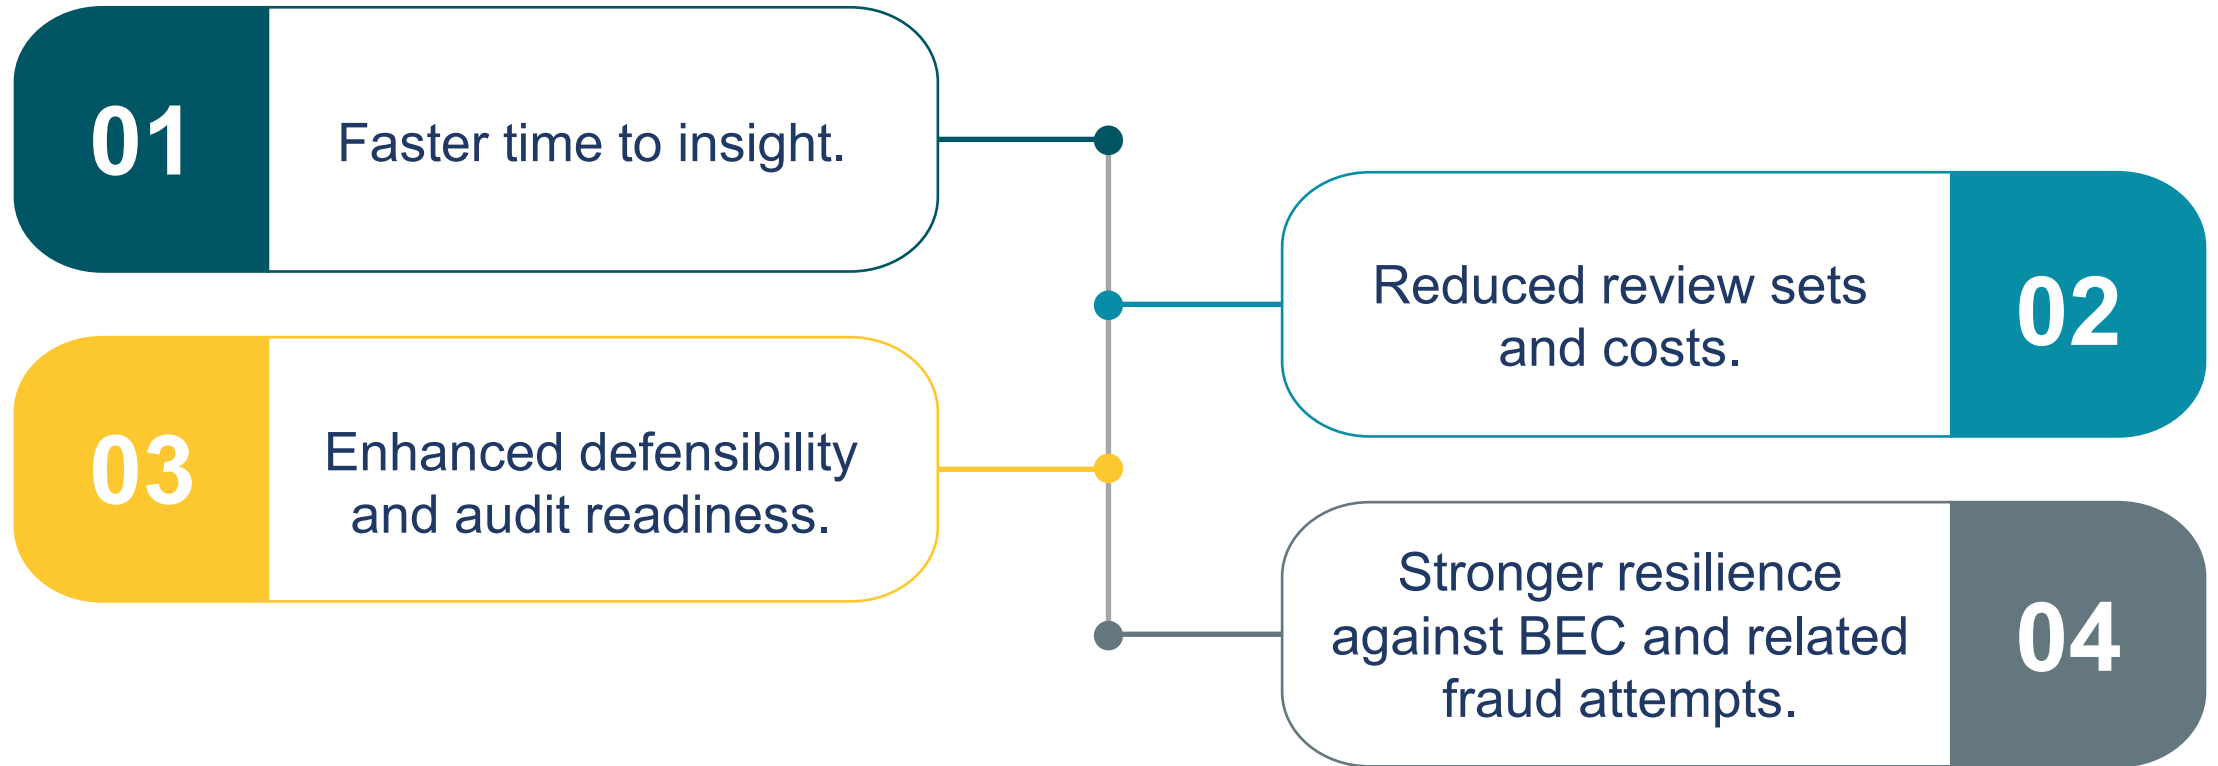 01
Faster time to insight.
Reduced review sets
and costs.
02
03
Enhanced defensibility
and audit readiness.
Stronger resilience
against BEC and related
fraud attempts.
04